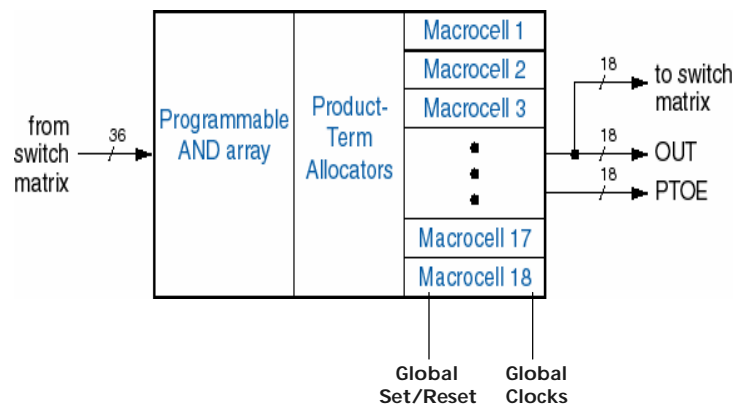 from
switch
matrix
36
Programmable
AND array
Product-
Term
Allocators
Macrocell 1
Macrocell 2
Macrocell 3
Macrocell 17
Macrocell 18
18
to switch
matrix
18
OUT
18
PTOE
Global
Set/Reset
Global
Clocks